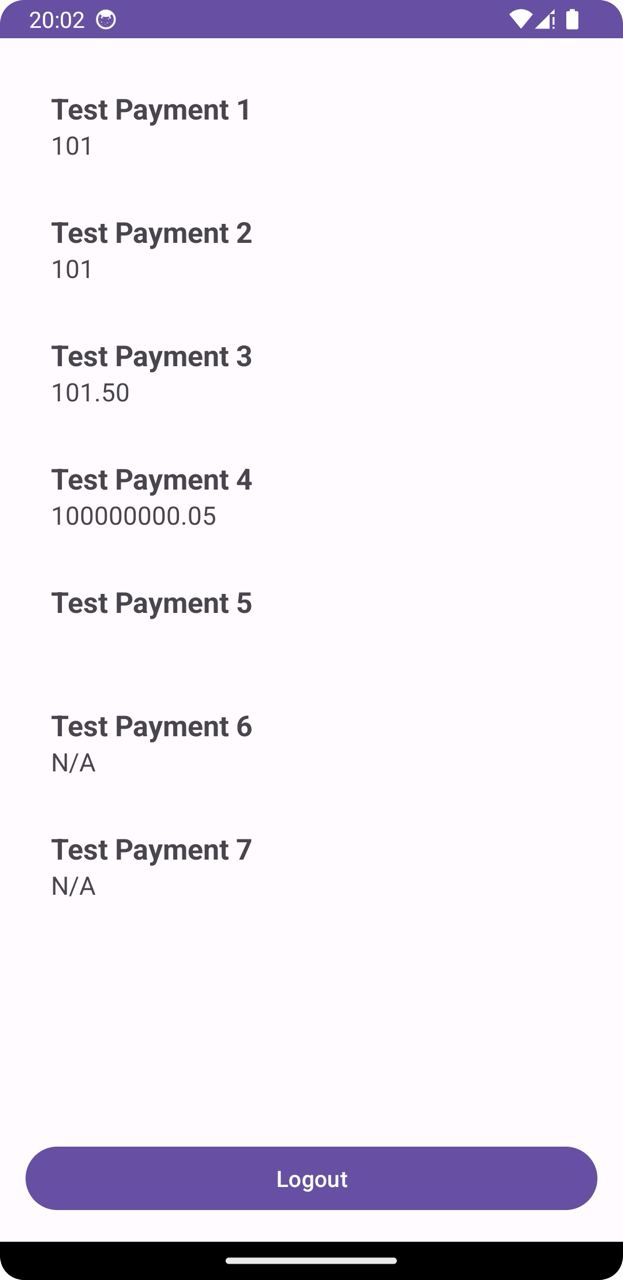 20:02
Test Payment 1
101
Test Payment 2
101
Test Payment 3
101.50
Test Payment 4
100000000.05
Test Payment 5
Test Payment 6
N/A
Test Payment 7
N/A
Logout